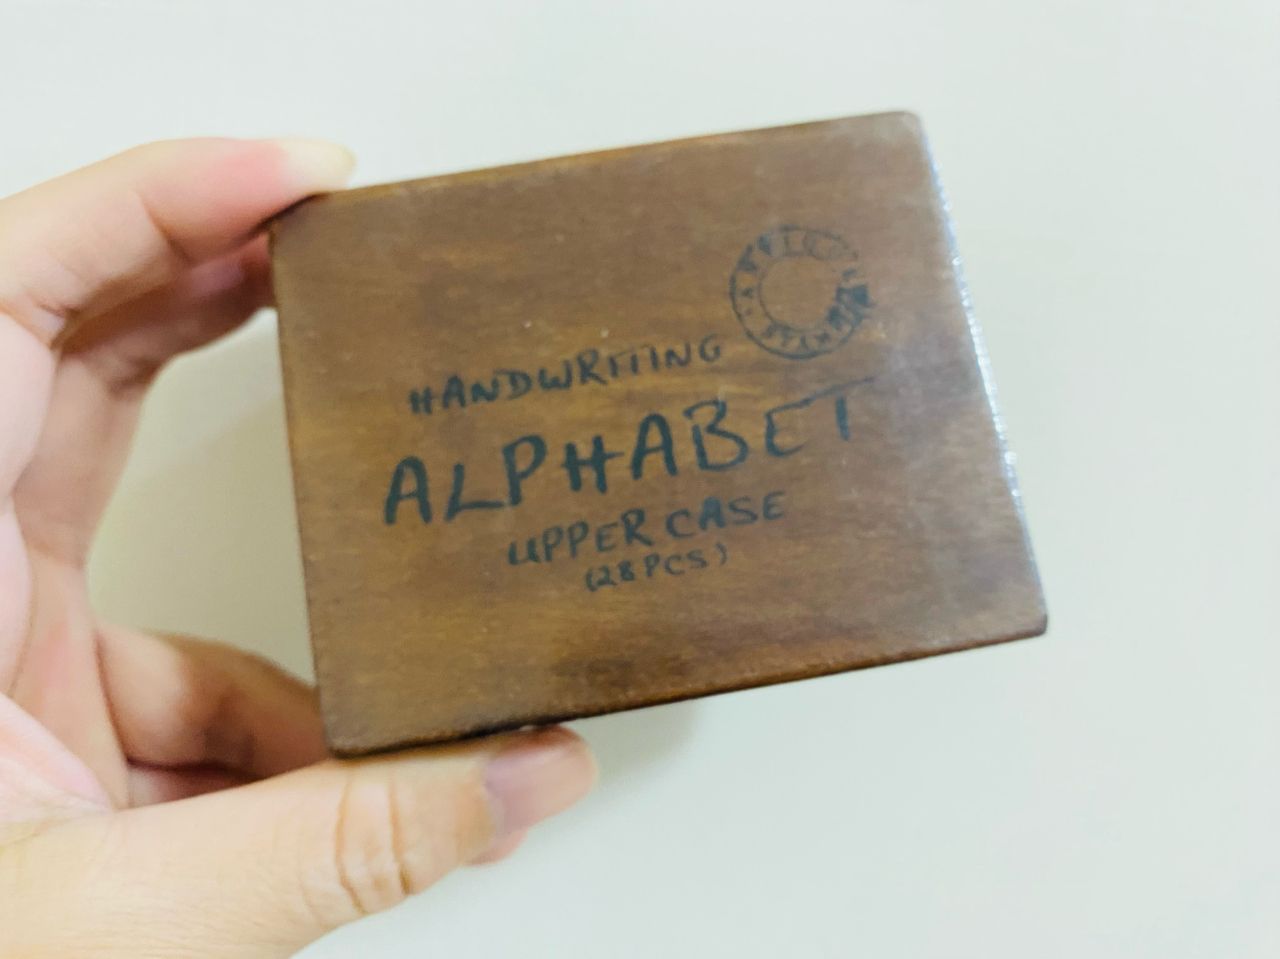 HANDWRITING
ALPHABET
UPPER CASE
(28 PCS)